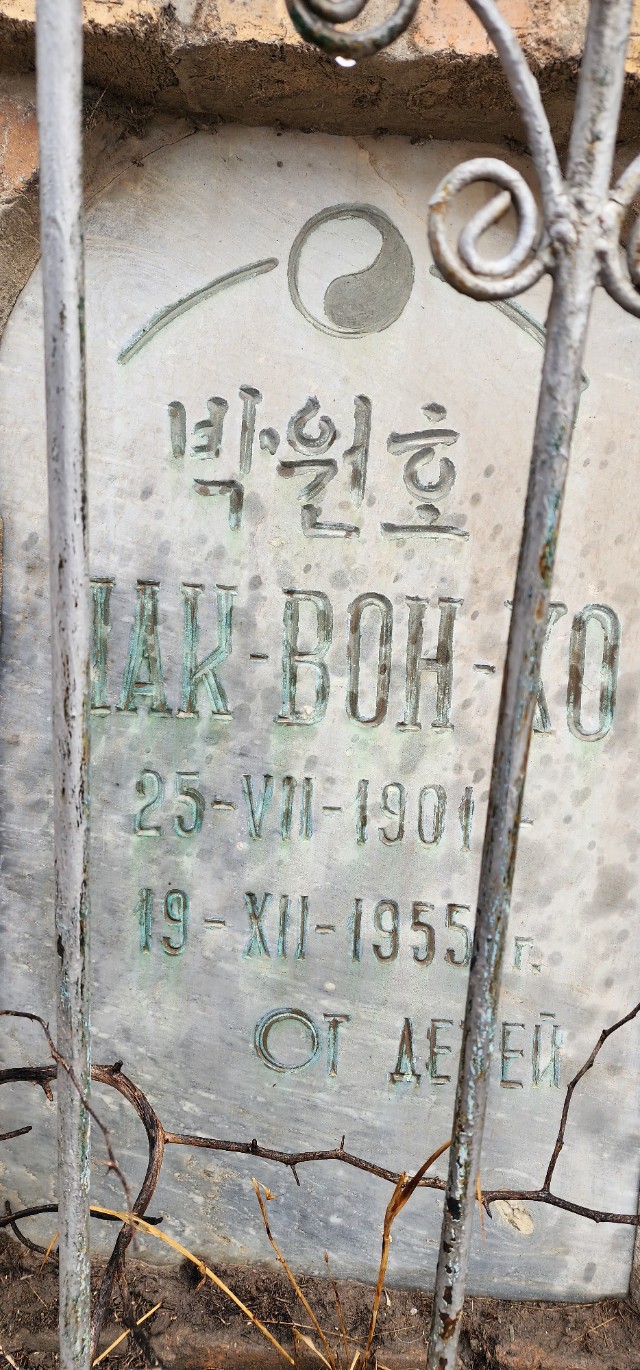 박원호
ПАК-ВОН-ХО
25-VII-1901-
19-XII-1955 г.
ОТ ДЕТЕЙ